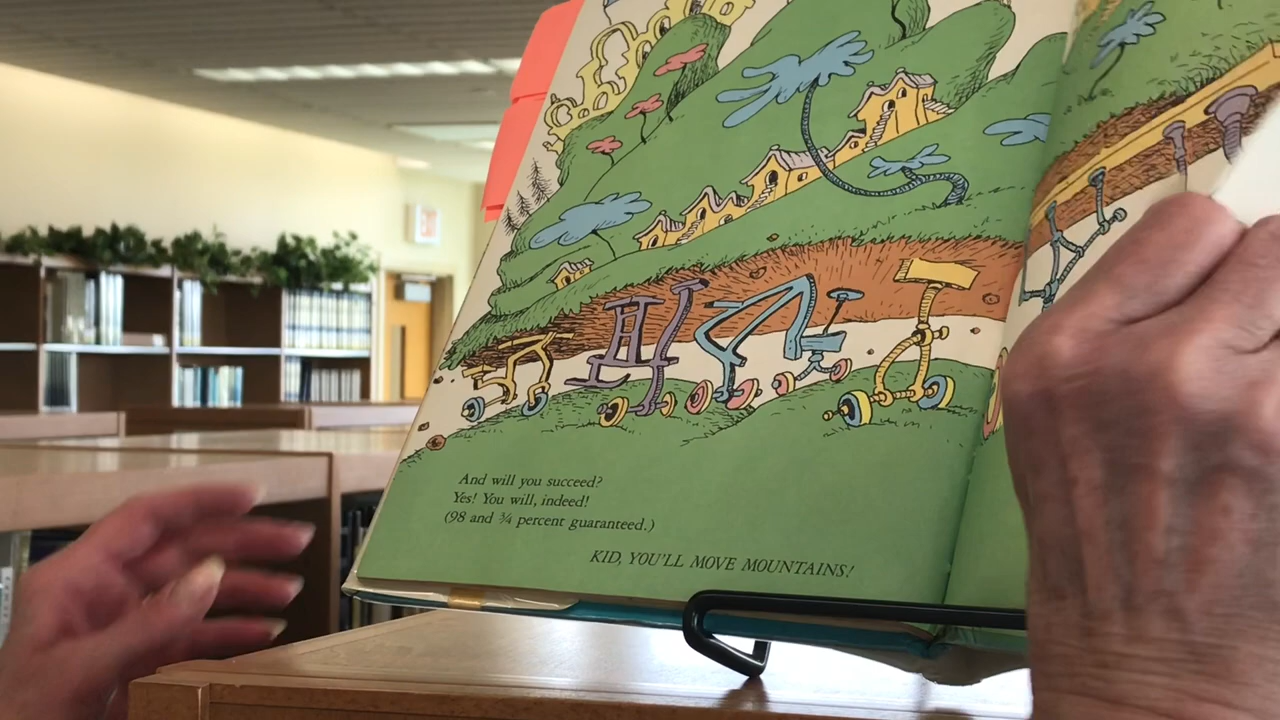 And will you succeed?
Yes! You will, indeed!
(98 and ¾ percent guaranteed.)
KID, YOU'LL MOVE MOUNTAINS!